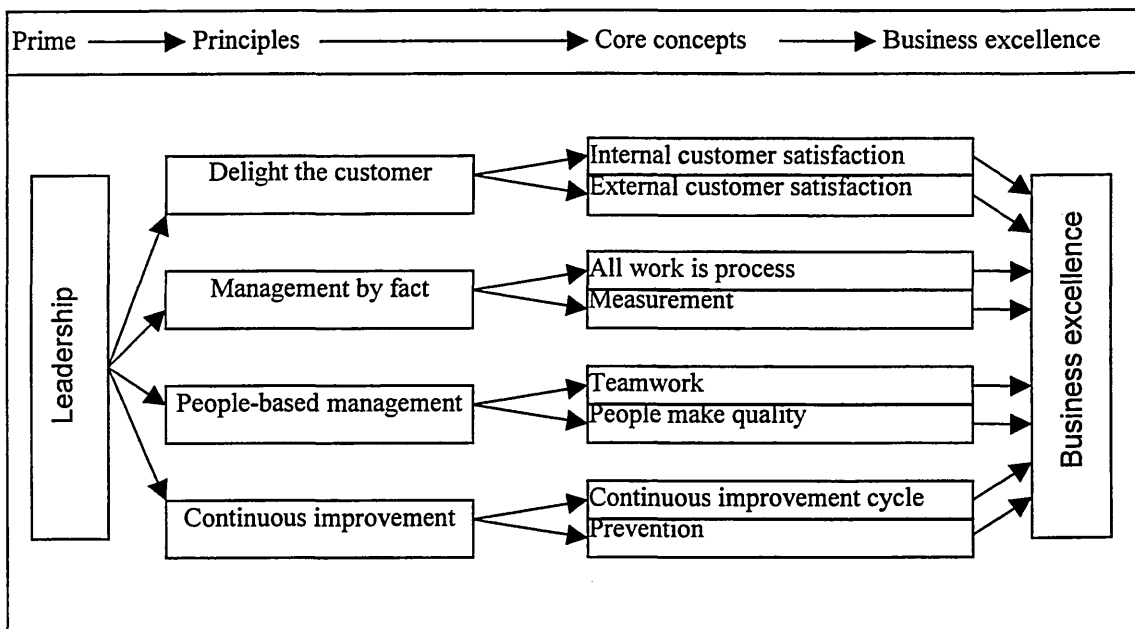 Prime Principles Core concepts Business excellence
Leadership
Delight the customer
Internal customer satisfaction
External customer satisfaction
Management by fact
All work is process
Measurement
People-based management
Teamwork
People make quality
Continuous improvement
Continuous improvement cycle
Prevention
Business excellence